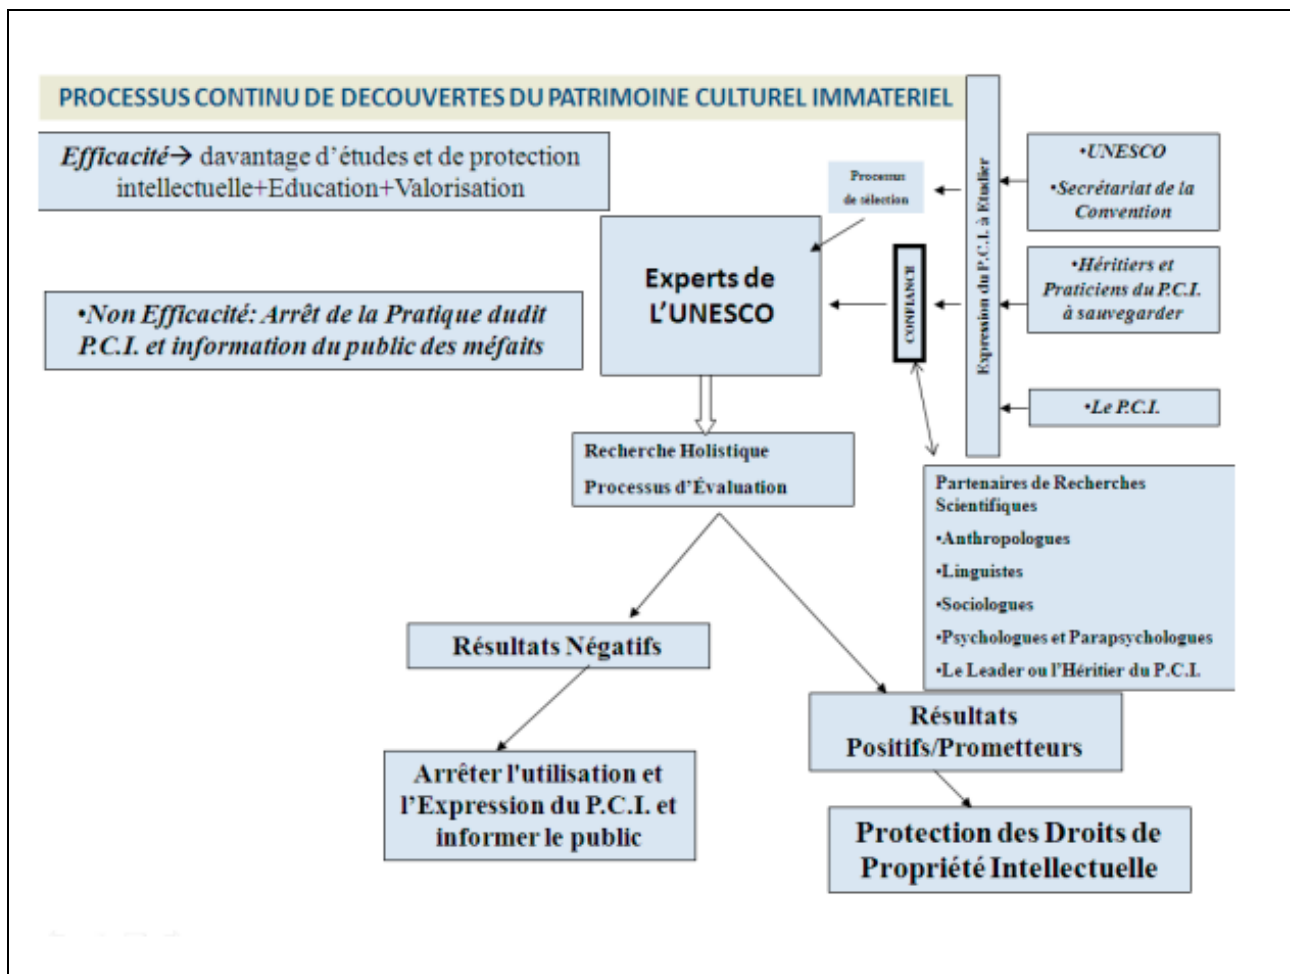 PROCESSUS CONTINU DE DECOUVERTES DU PATRIMOINE CULTUREL IMMATERIEL
Efficacité→ davantage d'études et de protection
intellectuelle+Education+Valorisation
•Non Efficacité: Arrêt de la Pratique dudit
P.C.I. et information du public des méfaits
Processus
de sélection
Experts de
L'UNESCO
CONFIANCE
Expression du P.C.I. à Etudier
•UNESCO
•Secrétariat de la
Convention
•Héritiers et
Praticiens du P.C.I.
à sauvegarder
•Le P.C.I.
Recherche Holistique
Processus d'Évaluation
Partenaires de Recherches
Scientifiques
•Anthropologues
•Linguistes
•Sociologues
•Psychologues et Parapsychologues
•Le Leader ou l'Héritier du P.C.I.
Résultats Négatifs
Résultats
Positifs/Prometteurs
Arrêter l'utilisation et
l'Expression du P.C.I. et
informer le public
Protection des Droits de
Propriété Intellectuelle